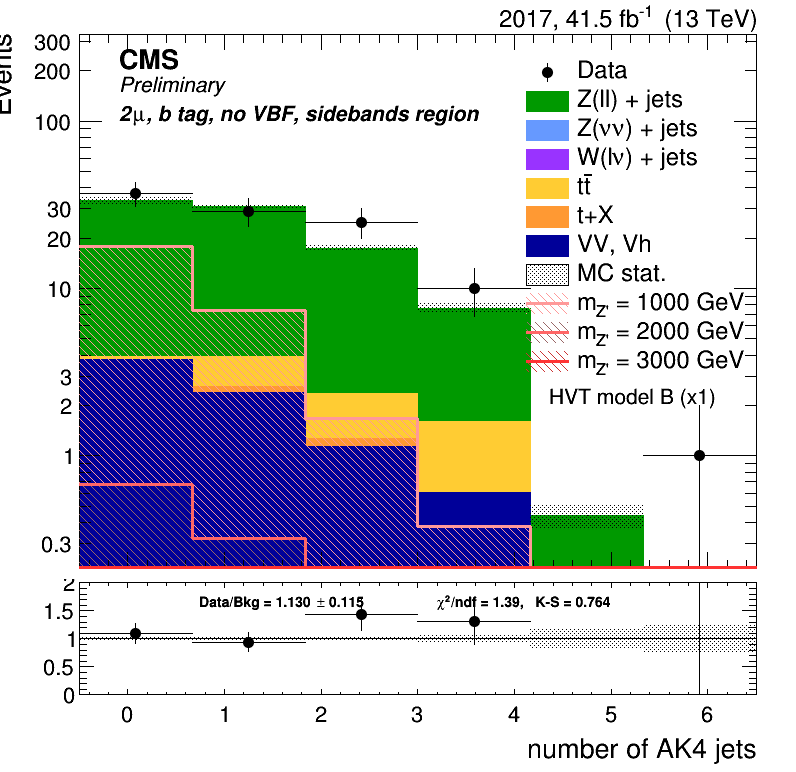 2017, 41.5 fb⁻¹ (13 TeV)
Events
CMS
Preliminary
2μ, b tag, no VBF, sidebands region
Data
Z(ll) + jets
Z(νν) + jets
W(lν) + jets
tt̄
t+X
VV, Vh
MC stat.
m_Z' = 1000 GeV
m_Z' = 2000 GeV
m_Z' = 3000 GeV
HVT model B (x1)
300
200
100
30
20
10
3
2
1
0.3
Data/Bkg = 1.130 ± 0.115
χ²/ndf = 1.39, K-S = 0.764
2
1.5
1
0.5
0
0 1 2 3 4 5 6
number of AK4 jets